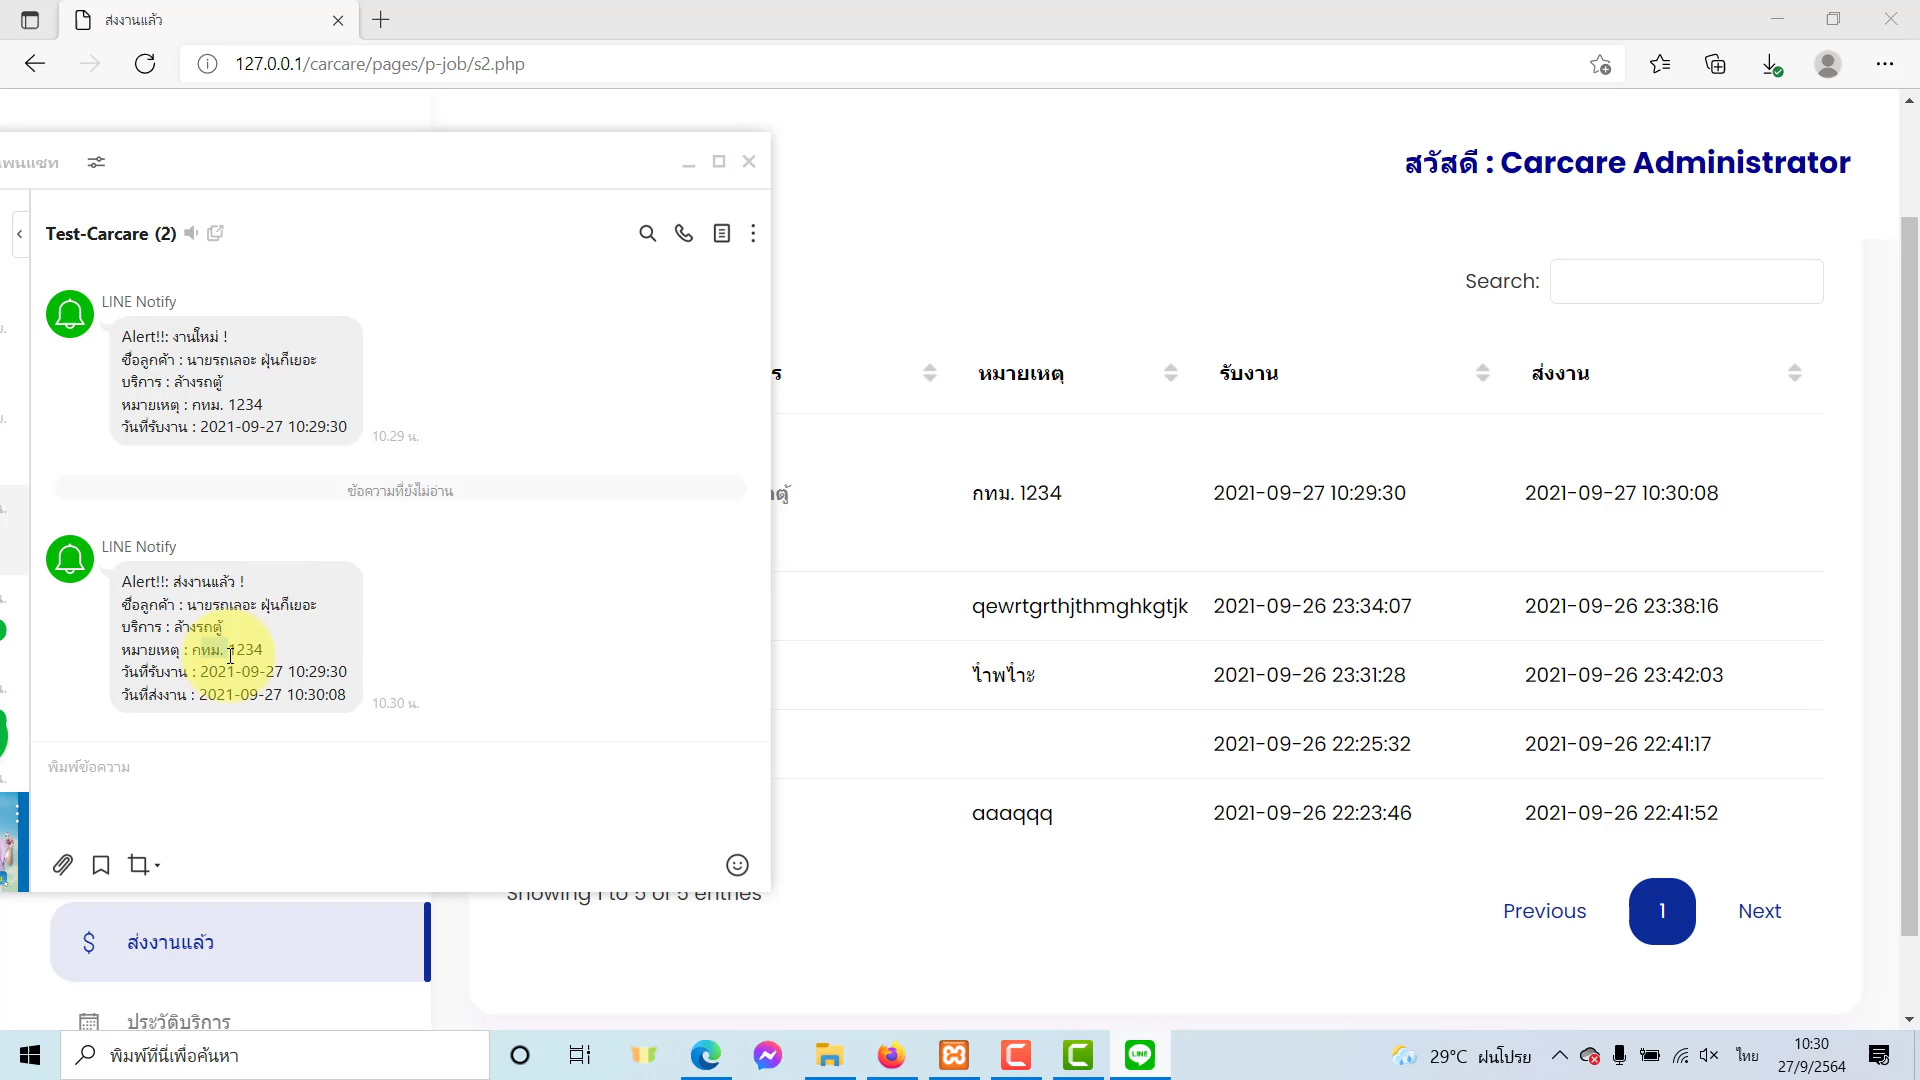 ส่งงานแล้ว
127.0.0.1/carcare/pages/p-job/s2.php
สวัสดี : Carcare Administrator
Test-Carcare (2)
LINE Notify
Alert!!: งานใหม่ !
ชื่อลูกค้า : นายรถเลอะ ฝุ่นก็เยอะ
บริการ : ล้างรถตู้
หมายเหตุ : กทม. 1234
วันที่รับงาน : 2021-09-27 10:29:30
10.29 น.
ข้อความที่ยังไม่อ่าน
LINE Notify
Alert!!: ส่งงานแล้ว !
ชื่อลูกค้า : นายรถเลอะ ฝุ่นก็เยอะ
บริการ : ล้างรถตู้
หมายเหตุ : กทม. 1234
วันที่รับงาน : 2021-09-27 10:29:30
วันที่ส่งงาน : 2021-09-27 10:30:08
10.30 น.
พิมพ์ข้อความ
Search:
หมายเหตุ รับงาน ส่งงาน
กทม. 1234 2021-09-27 10:29:30 2021-09-27 10:30:08
qewrtgrthjthmghkgtjk 2021-09-26 23:34:07 2021-09-26 23:38:16
ไำพไำะ 2021-09-26 23:31:28 2021-09-26 23:42:03
2021-09-26 22:25:32 2021-09-26 22:41:17
aaaqqq 2021-09-26 22:23:46 2021-09-26 22:41:52
Showing 1 to 5 of 5 entries
Previous 1 Next
ส่งงานแล้ว
ประวัติบริการ
พิมพ์ที่นี่เพื่อค้นหา
29°C ฝนโปรย
ไทย
10:30
27/9/2564